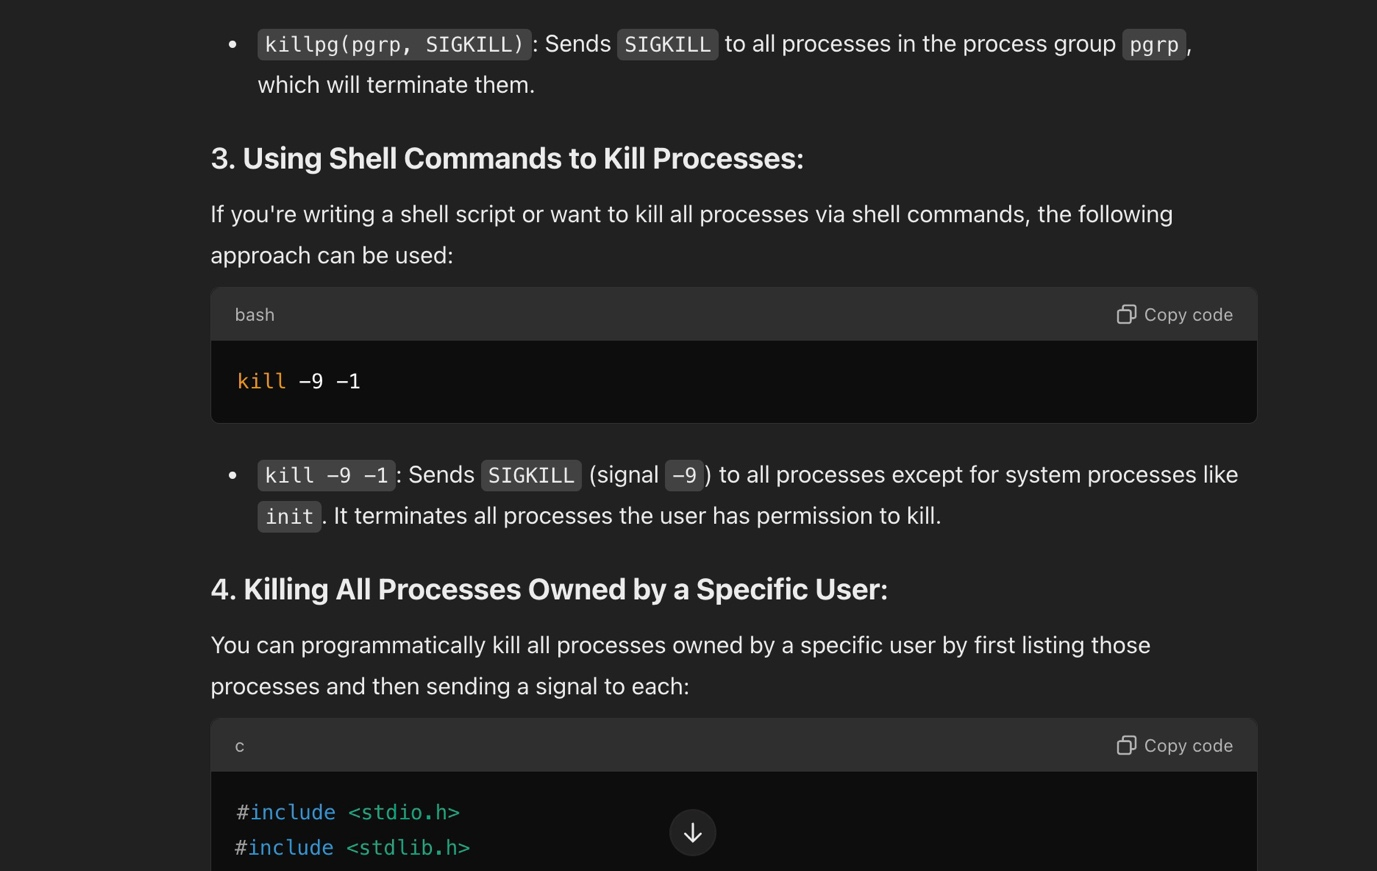 • killpg(pgrp, SIGKILL): Sends SIGKILL to all processes in the process group pgrp,
which will terminate them.
3. Using Shell Commands to Kill Processes:
If you're writing a shell script or want to kill all processes via shell commands, the following
approach can be used:
bash Copy code
kill -9 -1
• kill -9 -1: Sends SIGKILL (signal -9) to all processes except for system processes like
init. It terminates all processes the user has permission to kill.
4. Killing All Processes Owned by a Specific User:
You can programmatically kill all processes owned by a specific user by first listing those
processes and then sending a signal to each:
c Copy code
#include <stdio.h>
#include <stdlib.h>